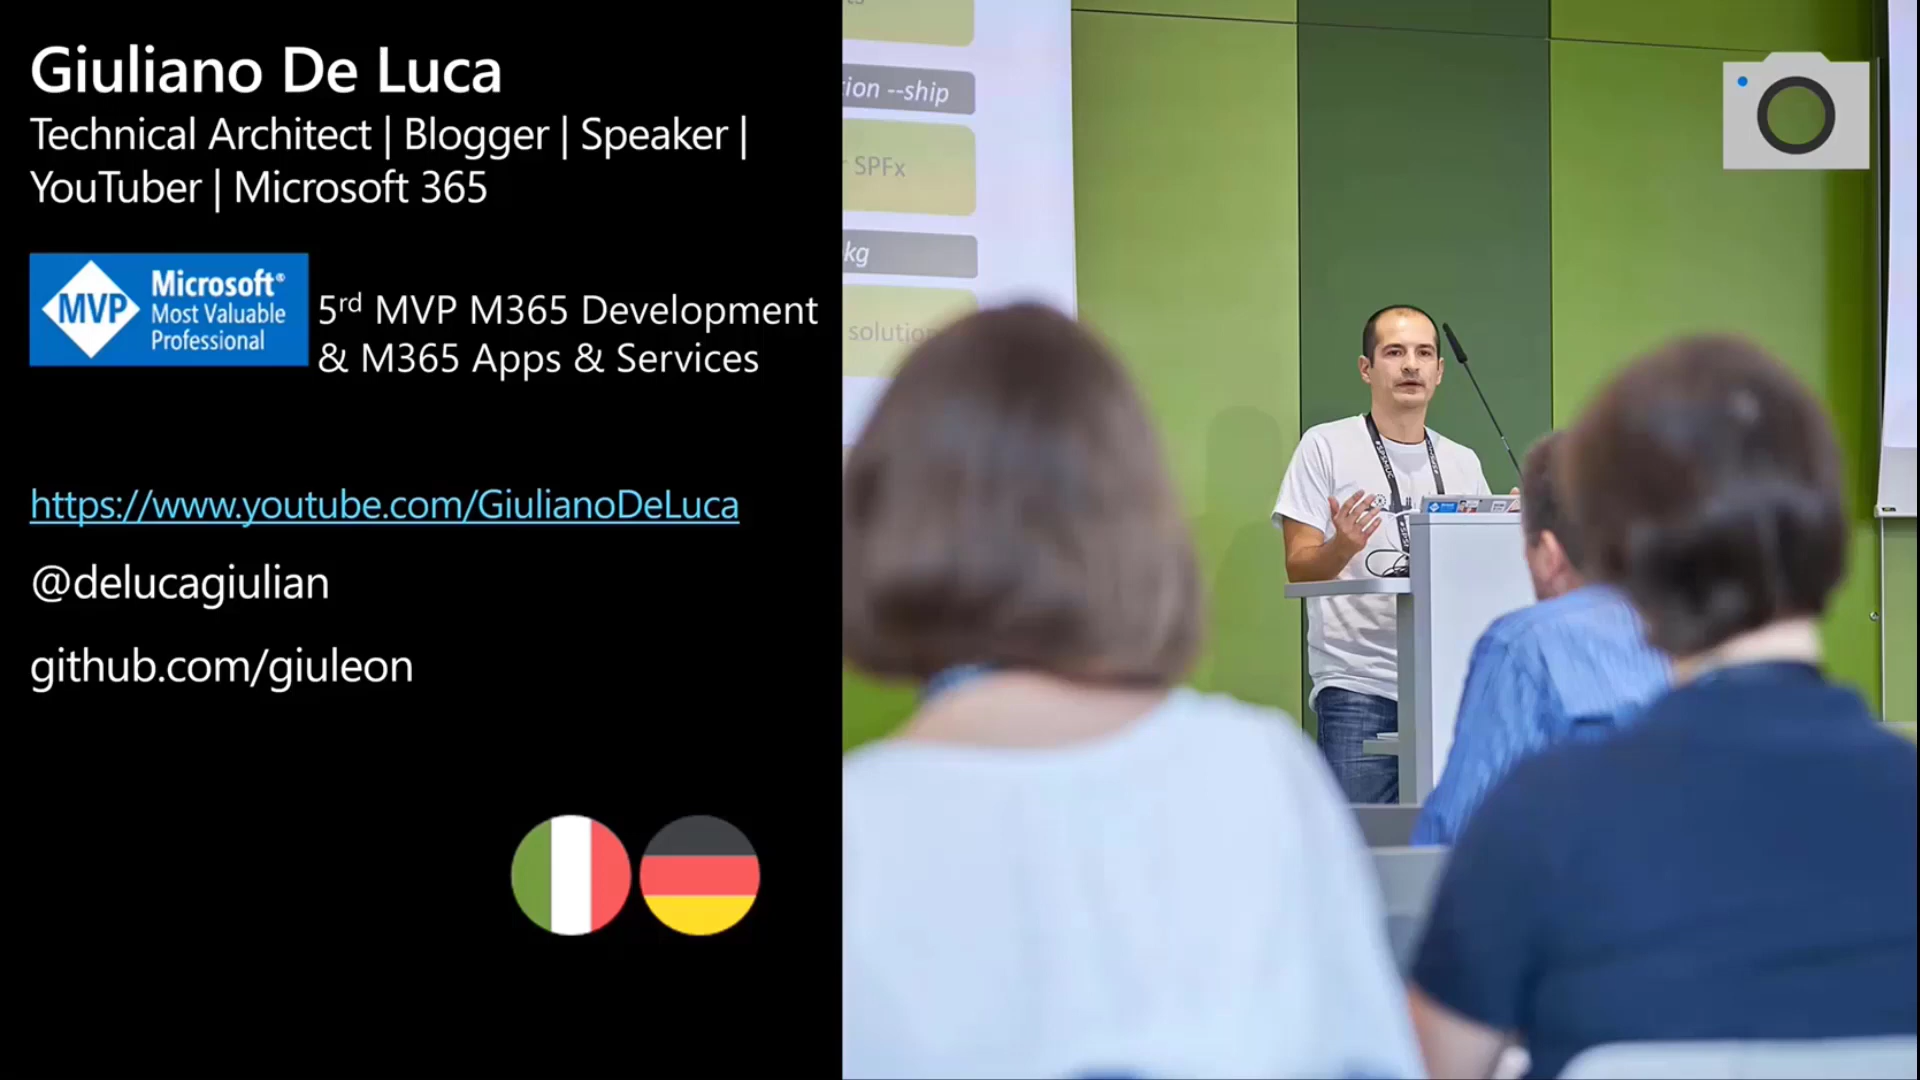 Giuliano De Luca
Technical Architect | Blogger | Speaker |
YouTuber | Microsoft 365
MVP
Microsoft®
Most Valuable
Professional
5rd MVP M365 Development
& M365 Apps & Services
https://www.youtube.com/GiulianoDeLuca
@delucagiulian
github.com/giuleon
ion --ship
SPFx
kg
solution